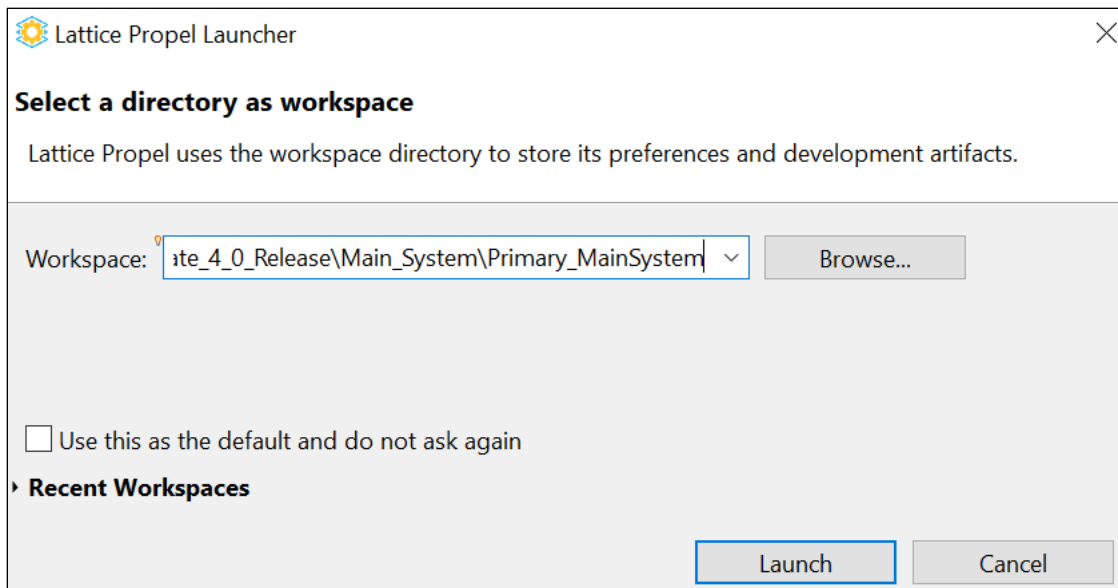 Lattice Propel Launcher
Select a directory as workspace
Lattice Propel uses the workspace directory to store its preferences and development artifacts.
Workspace: ate_4_0_Release\Main_System\Primary_MainSystem Browse...
Use this as the default and do not ask again
Recent Workspaces
Launch Cancel